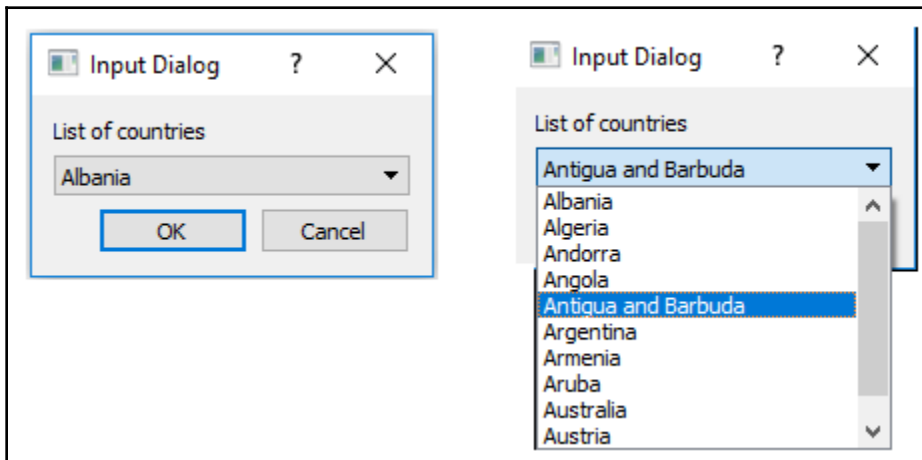 Input Dialog ?
List of countries
Albania
OK Cancel
Input Dialog ?
List of countries
Antigua and Barbuda
Albania
Algeria
Andorra
Angola
Antigua and Barbuda
Argentina
Armenia
Aruba
Australia
Austria